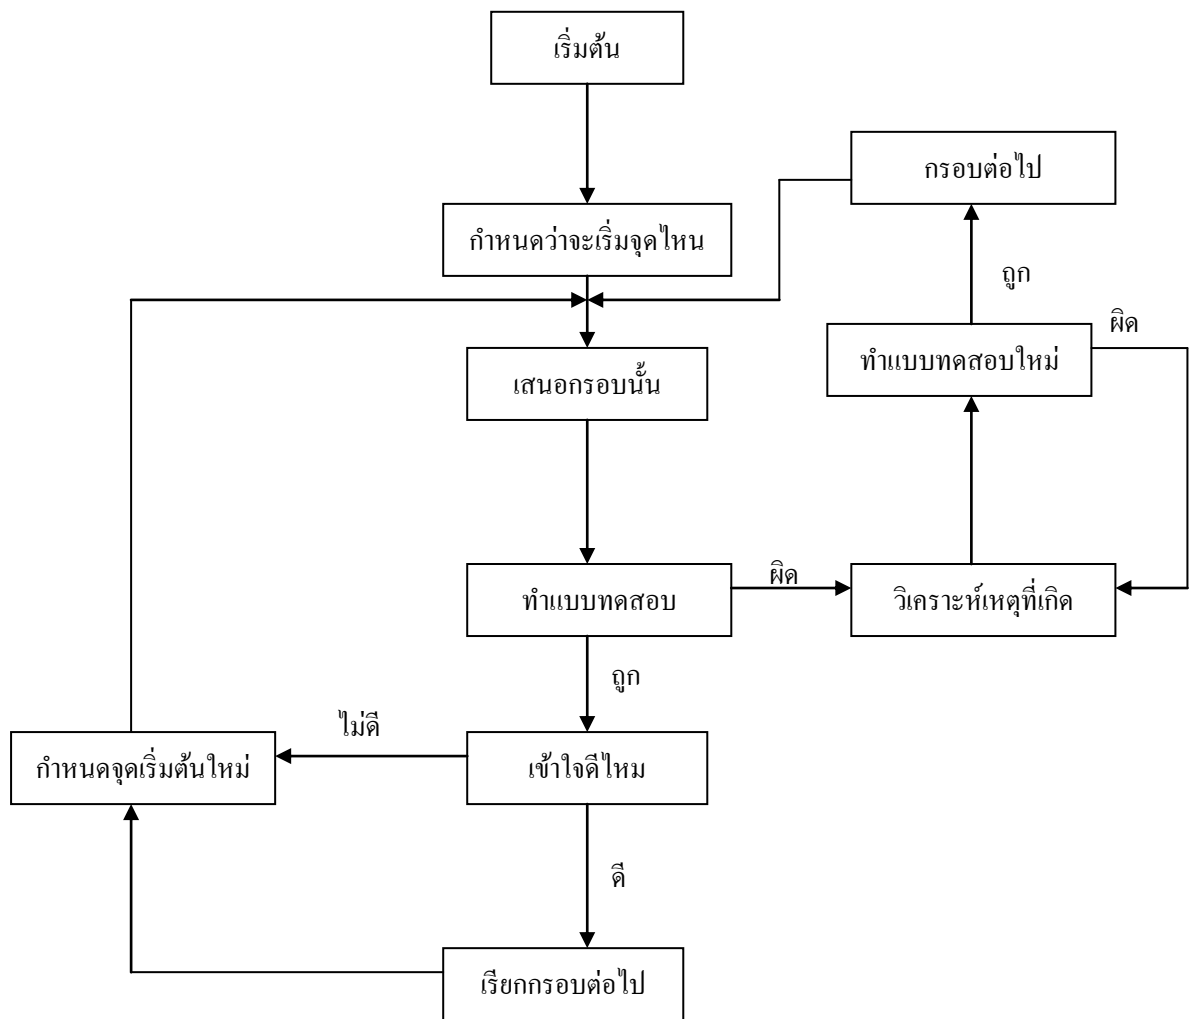 เริ่มต้น
กรอบต่อไป
กำหนดว่าจะเริ่มจุดไหน
ถูก
ผิด
ทำแบบทดสอบใหม่
เสนอกรอบนั้น
ผิด
ทำแบบทดสอบ
วิเคราะห์เหตุที่เกิด
ถูก
ไม่ดี
กำหนดจุดเริ่มต้นใหม่
เข้าใจดีไหม
ดี
เรียกกรอบต่อไป